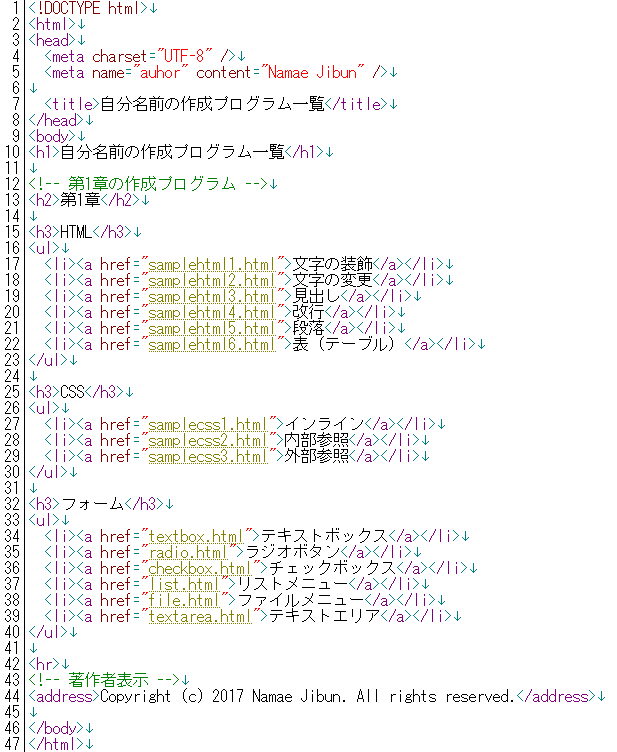 1 <!DOCTYPE html>↓
2 <html>↓
3 <head>↓
4   <meta charset="UTF-8" />↓
5   <meta name="auhor" content="Namae Jibun" />↓
6 ↓
7   <title>自分名前の作成プログラム一覧</title>↓
8 </head>↓
9 <body>↓
10 <h1>自分名前の作成プログラム一覧</h1>↓
11 ↓
12 <!-- 第1章の作成プログラム -->↓
13 <h2>第1章</h2>↓
14 ↓
15 <h3>HTML</h3>↓
16 <ul>↓
17   <li><a href="samplehtml1.html">文字の装飾</a></li>↓
18   <li><a href="samplehtml2.html">文字の変更</a></li>↓
19   <li><a href="samplehtml3.html">見出し</a></li>↓
20   <li><a href="samplehtml4.html">改行</a></li>↓
21   <li><a href="samplehtml5.html">段落</a></li>↓
22   <li><a href="samplehtml6.html">表（テーブル）</a></li>↓
23 </ul>↓
24 ↓
25 <h3>CSS</h3>↓
26 <ul>↓
27   <li><a href="samplecss1.html">インライン</a></li>↓
28   <li><a href="samplecss2.html">内部参照</a></li>↓
29   <li><a href="samplecss3.html">外部参照</a></li>↓
30 </ul>↓
31 ↓
32 <h3>フォーム</h3>↓
33 <ul>↓
34   <li><a href="textbox.html">テキストボックス</a></li>↓
35   <li><a href="radio.html">ラジオボタン</a></li>↓
36   <li><a href="checkbox.html">チェックボックス</a></li>↓
37   <li><a href="list.html">リストメニュー</a></li>↓
38   <li><a href="file.html">ファイルメニュー</a></li>↓
39   <li><a href="textarea.html">テキストエリア</a></li>↓
40 </ul>↓
41 ↓
42 <hr>↓
43 <!-- 著作者表示 -->↓
44 <address>Copyright (c) 2017 Namae Jibun. All rights reserved.</address>↓
45 ↓
46 </body>↓
47 </html>↓